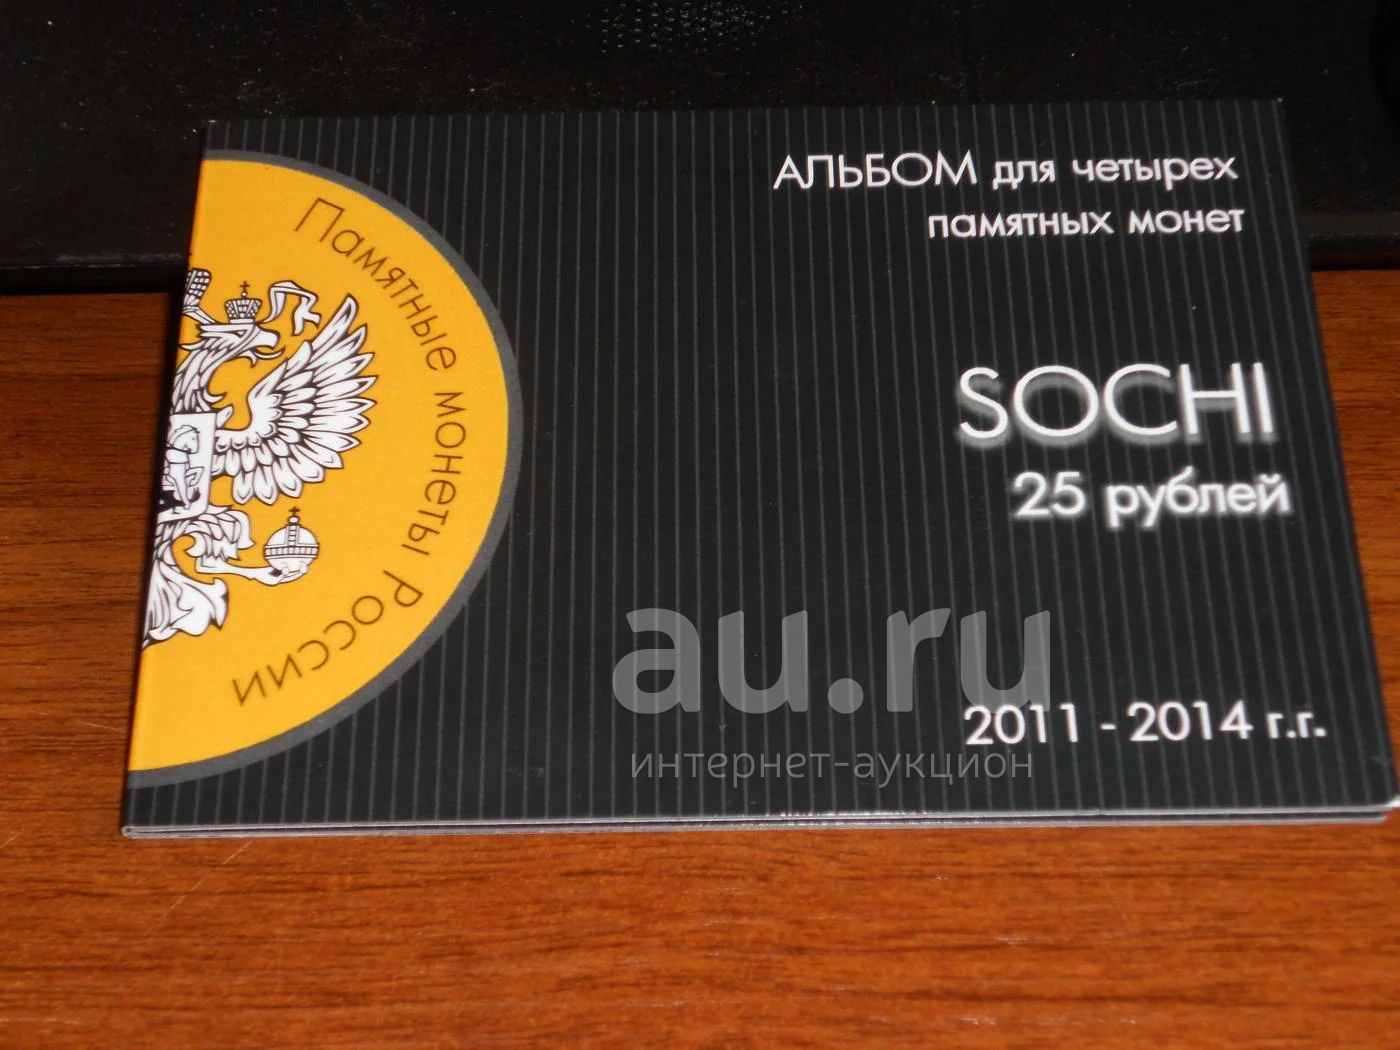 АЛЬБОМ для четырех
памятных монет
Памятные монеты России
SOCHI
25 рублей
au.ru
интернет-аукцион
2011 - 2014 г.г.